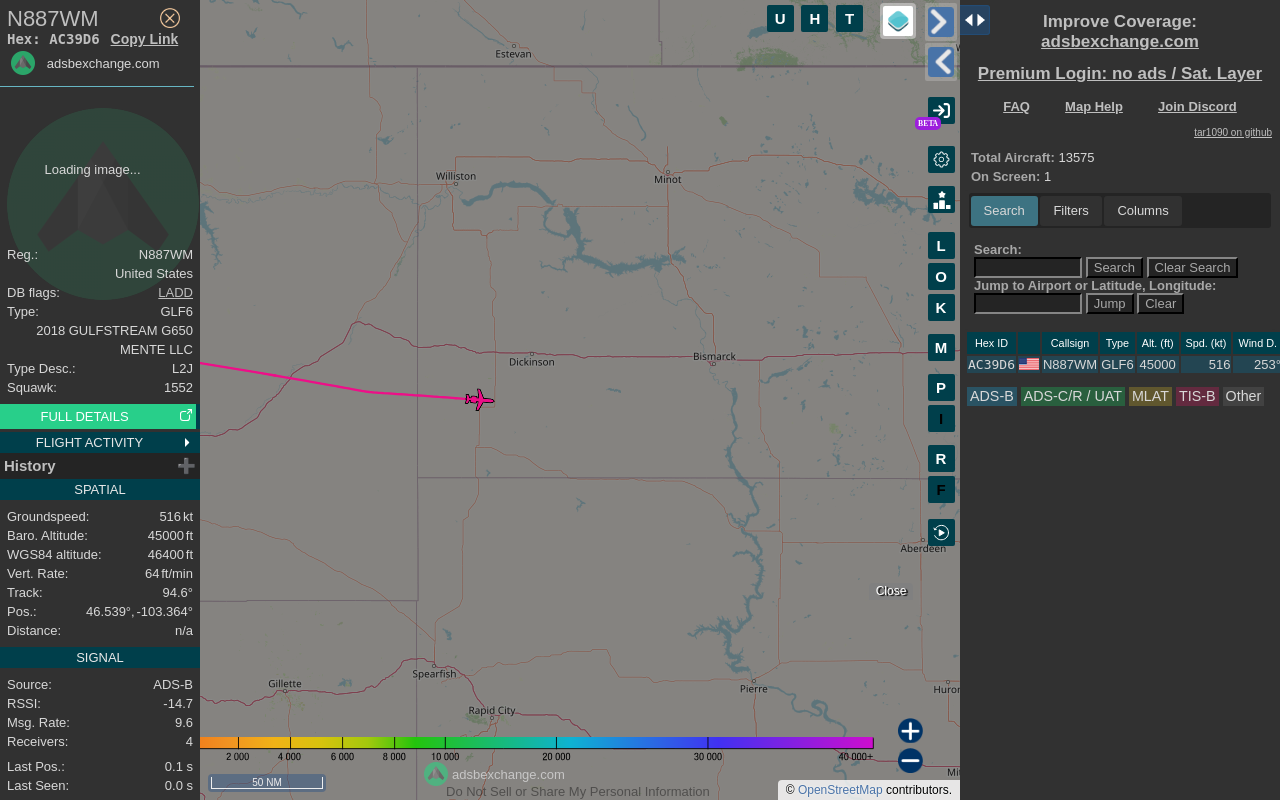 N887WM
Hex: AC39D6 Copy Link
adsbexchange.com
Loading image...
Reg.: N887WM
United States
DB flags: LADD
Type: GLF6
2018 GULFSTREAM G650
MENTE LLC
Type Desc.: L2J
Squawk: 1552
FULL DETAILS
FLIGHT ACTIVITY
History
SPATIAL
Groundspeed: 516 kt
Baro. Altitude: 45000 ft
WGS84 altitude: 46400 ft
Vert. Rate: 64 ft/min
Track: 94.6°
Pos.: 46.539°, -103.364°
Distance: n/a
SIGNAL
Source: ADS-B
RSSI: -14.7
Msg. Rate: 9.6
Receivers: 4
Last Pos.: 0.1 s
Last Seen: 0.0 s
U H T
Estevan
Williston
Minot
Dickinson
Bismarck
Aberdeen
Spearfish
Gillette
Rapid City
Pierre
Huron
BETA
L
O
K
M
P
I
R
F
Close
2 000 4 000 6 000 8 000 10 000 20 000 30 000 40 000+
50 NM
adsbexchange.com
Do Not Sell or Share My Personal Information
© OpenStreetMap contributors.
Improve Coverage:
adsbexchange.com
Premium Login: no ads / Sat. Layer
FAQ Map Help Join Discord
tar1090 on github
Total Aircraft: 13575
On Screen: 1
Search Filters Columns
Search:
Search Clear Search
Jump to Airport or Latitude, Longitude:
Jump Clear
Hex ID Callsign Type Alt. (ft) Spd. (kt) Wind D.
AC39D6 N887WM GLF6 45000 516 253°
ADS-B ADS-C/R / UAT MLAT TIS-B Other